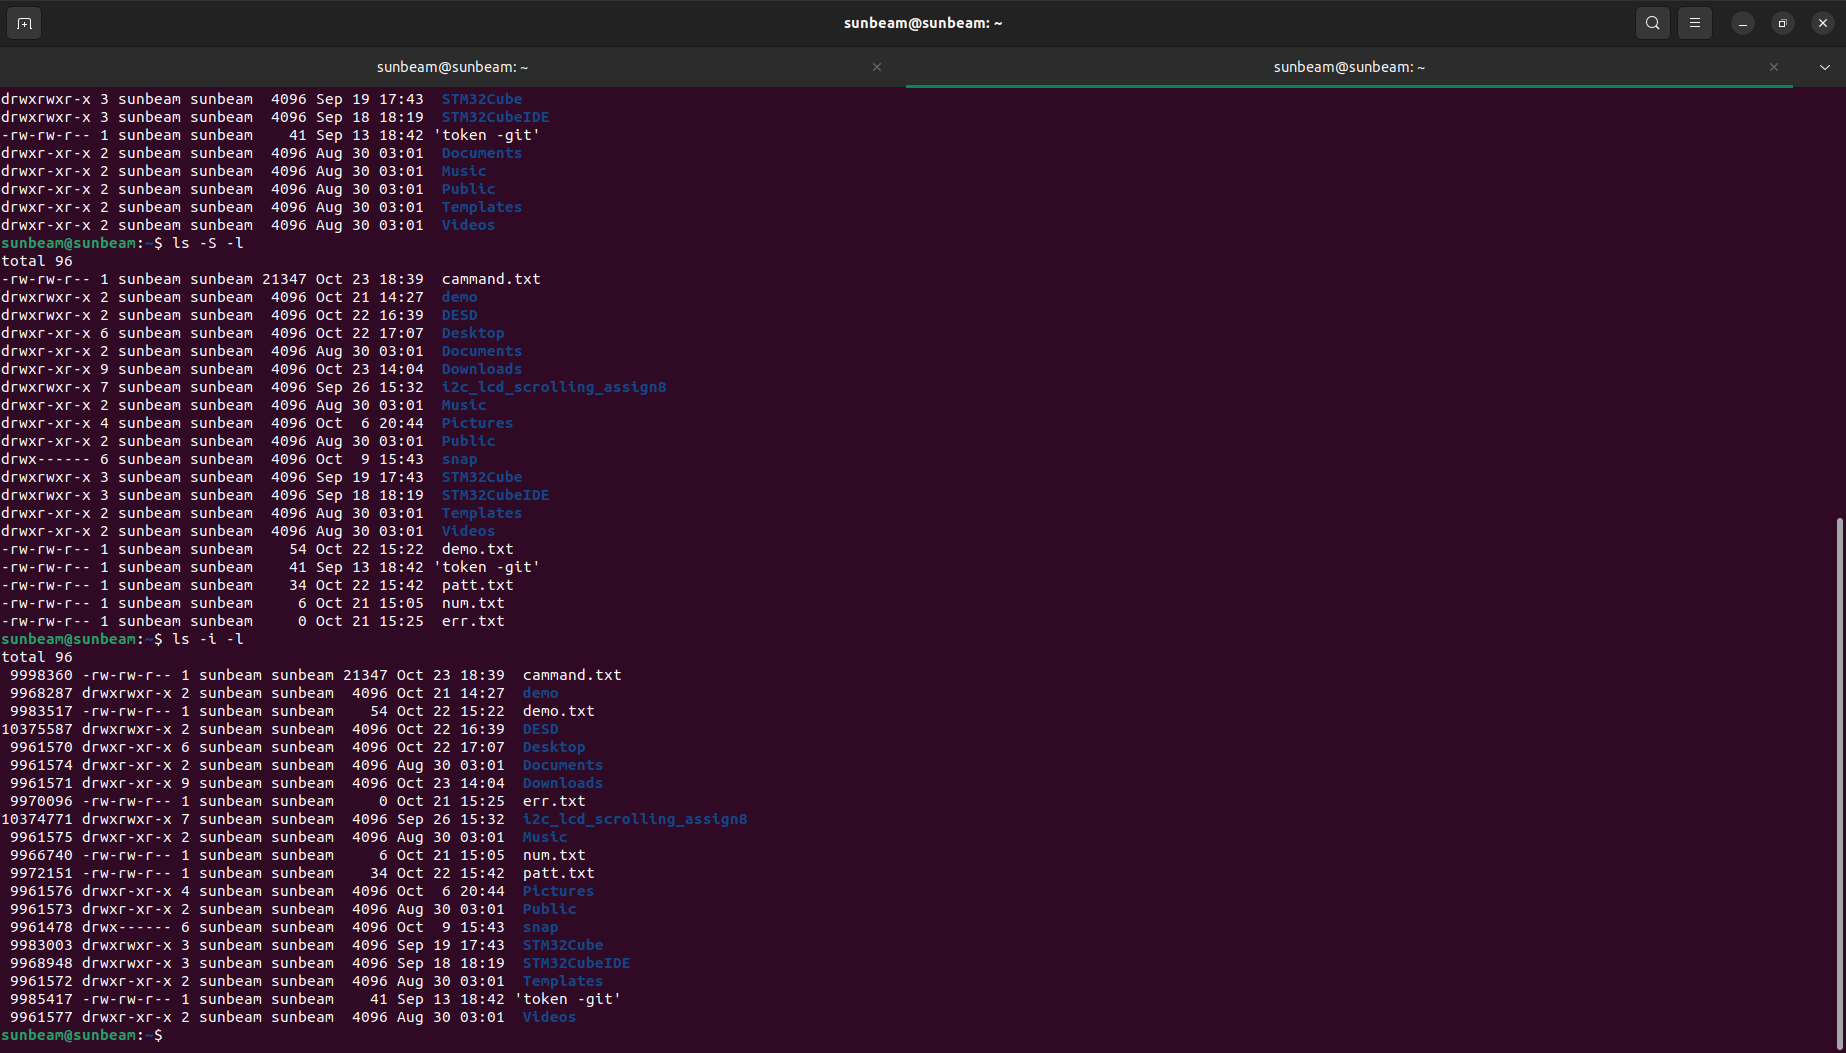 sunbeam@sunbeam: ~
sunbeam@sunbeam: ~
sunbeam@sunbeam: ~
drwxrwxr-x 3 sunbeam sunbeam  4096 Sep 19 17:43  STM32Cube
drwxrwxr-x 3 sunbeam sunbeam  4096 Sep 18 18:19  STM32CubeIDE
-rw-rw-r-- 1 sunbeam sunbeam    41 Sep 13 18:42 'token -git'
drwxr-xr-x 2 sunbeam sunbeam  4096 Aug 30 03:01  Documents
drwxr-xr-x 2 sunbeam sunbeam  4096 Aug 30 03:01  Music
drwxr-xr-x 2 sunbeam sunbeam  4096 Aug 30 03:01  Public
drwxr-xr-x 2 sunbeam sunbeam  4096 Aug 30 03:01  Templates
drwxr-xr-x 2 sunbeam sunbeam  4096 Aug 30 03:01  Videos
sunbeam@sunbeam:~$ ls -S -l
total 96
-rw-rw-r-- 1 sunbeam sunbeam 21347 Oct 23 18:39  cammand.txt
drwxrwxr-x 2 sunbeam sunbeam  4096 Oct 21 14:27  demo
drwxrwxr-x 2 sunbeam sunbeam  4096 Oct 22 16:39  DESD
drwxr-xr-x 6 sunbeam sunbeam  4096 Oct 22 17:07  Desktop
drwxr-xr-x 2 sunbeam sunbeam  4096 Aug 30 03:01  Documents
drwxr-xr-x 9 sunbeam sunbeam  4096 Oct 23 14:04  Downloads
drwxrwxr-x 7 sunbeam sunbeam  4096 Sep 26 15:32  i2c_lcd_scrolling_assign8
drwxr-xr-x 2 sunbeam sunbeam  4096 Aug 30 03:01  Music
drwxr-xr-x 4 sunbeam sunbeam  4096 Oct  6 20:44  Pictures
drwxr-xr-x 2 sunbeam sunbeam  4096 Aug 30 03:01  Public
drwx------ 6 sunbeam sunbeam  4096 Oct  9 15:43  snap
drwxrwxr-x 3 sunbeam sunbeam  4096 Sep 19 17:43  STM32Cube
drwxrwxr-x 3 sunbeam sunbeam  4096 Sep 18 18:19  STM32CubeIDE
drwxr-xr-x 2 sunbeam sunbeam  4096 Aug 30 03:01  Templates
drwxr-xr-x 2 sunbeam sunbeam  4096 Aug 30 03:01  Videos
-rw-rw-r-- 1 sunbeam sunbeam    54 Oct 22 15:22  demo.txt
-rw-rw-r-- 1 sunbeam sunbeam    41 Sep 13 18:42 'token -git'
-rw-rw-r-- 1 sunbeam sunbeam    34 Oct 22 15:42  patt.txt
-rw-rw-r-- 1 sunbeam sunbeam     6 Oct 21 15:05  num.txt
-rw-rw-r-- 1 sunbeam sunbeam     0 Oct 21 15:25  err.txt
sunbeam@sunbeam:~$ ls -i -l
total 96
 9998360 -rw-rw-r-- 1 sunbeam sunbeam 21347 Oct 23 18:39  cammand.txt
 9968287 drwxrwxr-x 2 sunbeam sunbeam  4096 Oct 21 14:27  demo
 9983517 -rw-rw-r-- 1 sunbeam sunbeam    54 Oct 22 15:22  demo.txt
10375587 drwxrwxr-x 2 sunbeam sunbeam  4096 Oct 22 16:39  DESD
 9961570 drwxr-xr-x 6 sunbeam sunbeam  4096 Oct 22 17:07  Desktop
 9961574 drwxr-xr-x 2 sunbeam sunbeam  4096 Aug 30 03:01  Documents
 9961571 drwxr-xr-x 9 sunbeam sunbeam  4096 Oct 23 14:04  Downloads
 9970096 -rw-rw-r-- 1 sunbeam sunbeam     0 Oct 21 15:25  err.txt
10374771 drwxrwxr-x 7 sunbeam sunbeam  4096 Sep 26 15:32  i2c_lcd_scrolling_assign8
 9961575 drwxr-xr-x 2 sunbeam sunbeam  4096 Aug 30 03:01  Music
 9966740 -rw-rw-r-- 1 sunbeam sunbeam     6 Oct 21 15:05  num.txt
 9972151 -rw-rw-r-- 1 sunbeam sunbeam    34 Oct 22 15:42  patt.txt
 9961576 drwxr-xr-x 4 sunbeam sunbeam  4096 Oct  6 20:44  Pictures
 9961573 drwxr-xr-x 2 sunbeam sunbeam  4096 Aug 30 03:01  Public
 9961478 drwx------ 6 sunbeam sunbeam  4096 Oct  9 15:43  snap
 9983003 drwxrwxr-x 3 sunbeam sunbeam  4096 Sep 19 17:43  STM32Cube
 9968948 drwxrwxr-x 3 sunbeam sunbeam  4096 Sep 18 18:19  STM32CubeIDE
 9961572 drwxr-xr-x 2 sunbeam sunbeam  4096 Aug 30 03:01  Templates
 9985417 -rw-rw-r-- 1 sunbeam sunbeam    41 Sep 13 18:42 'token -git'
 9961577 drwxr-xr-x 2 sunbeam sunbeam  4096 Aug 30 03:01  Videos
sunbeam@sunbeam:~$